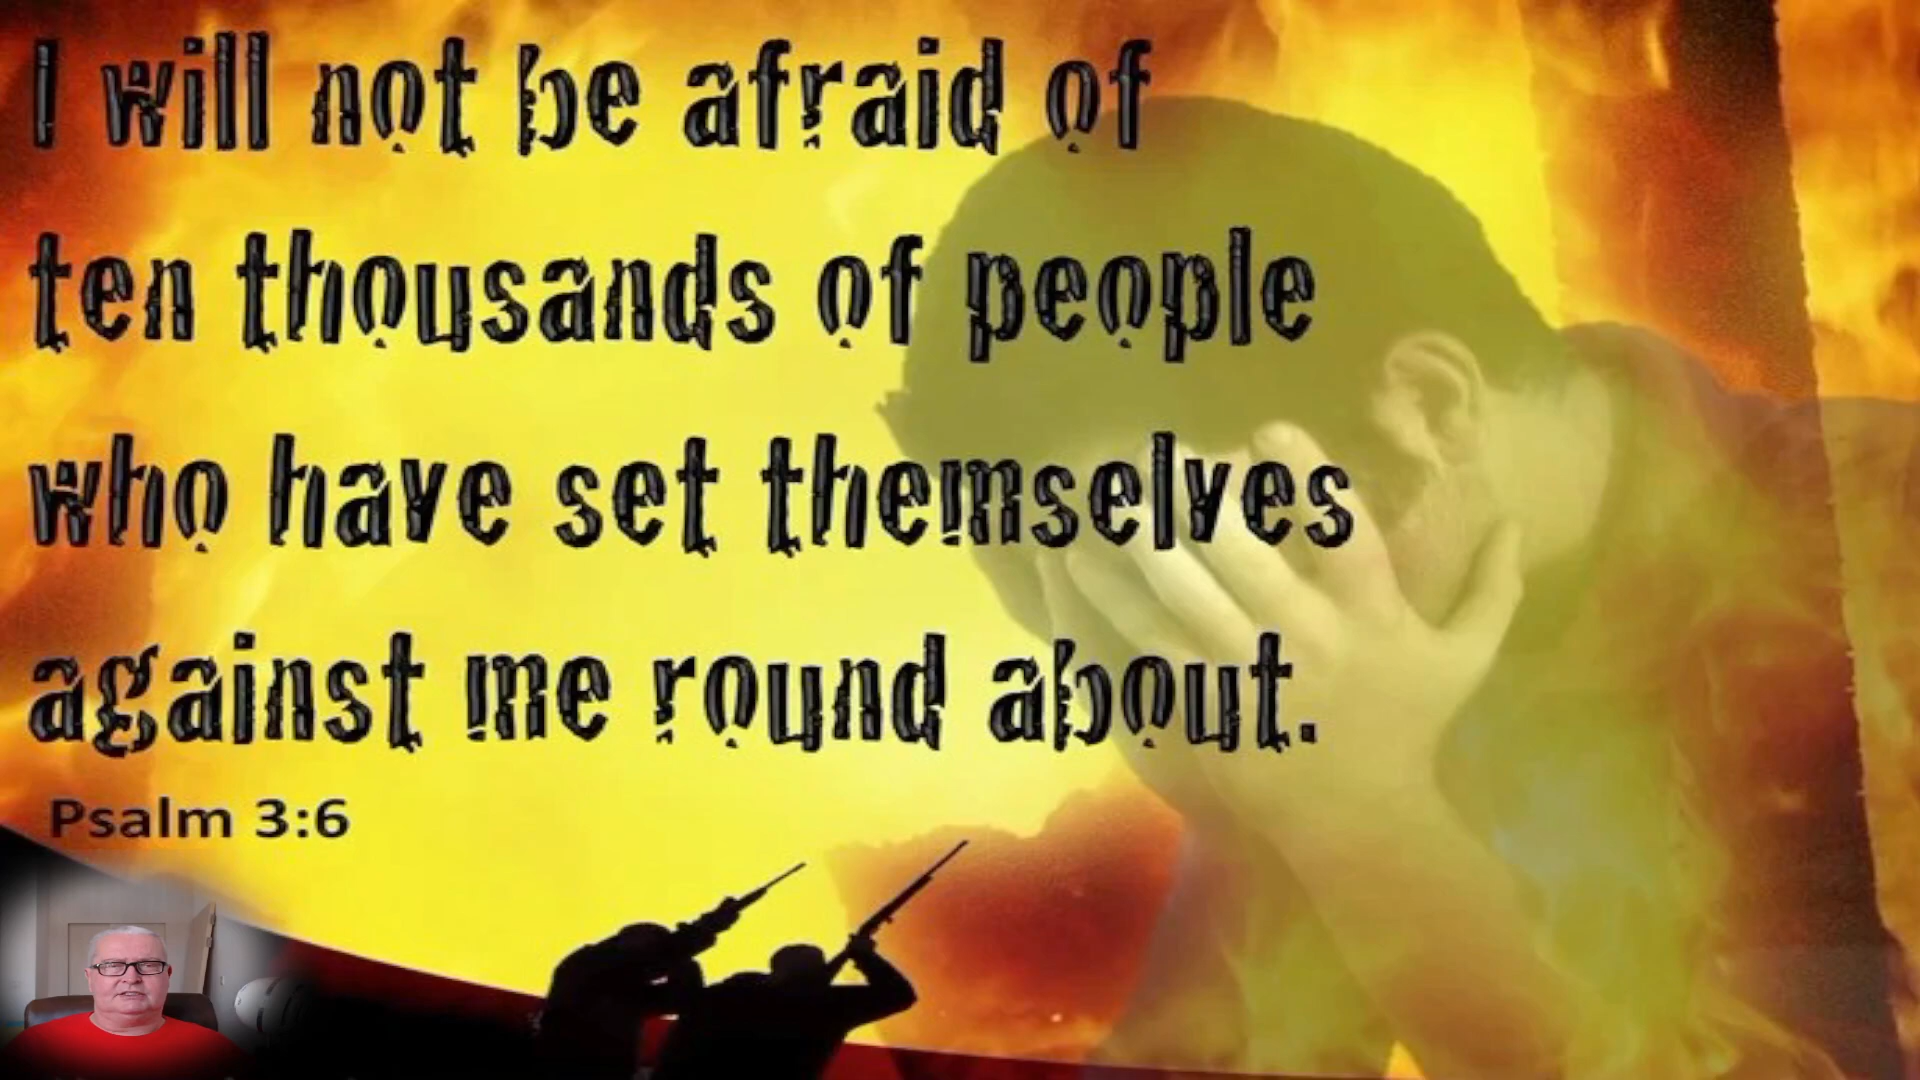 I will not be afraid of
ten thousands of people
who have set themselves
against me round about.
Psalm 3:6